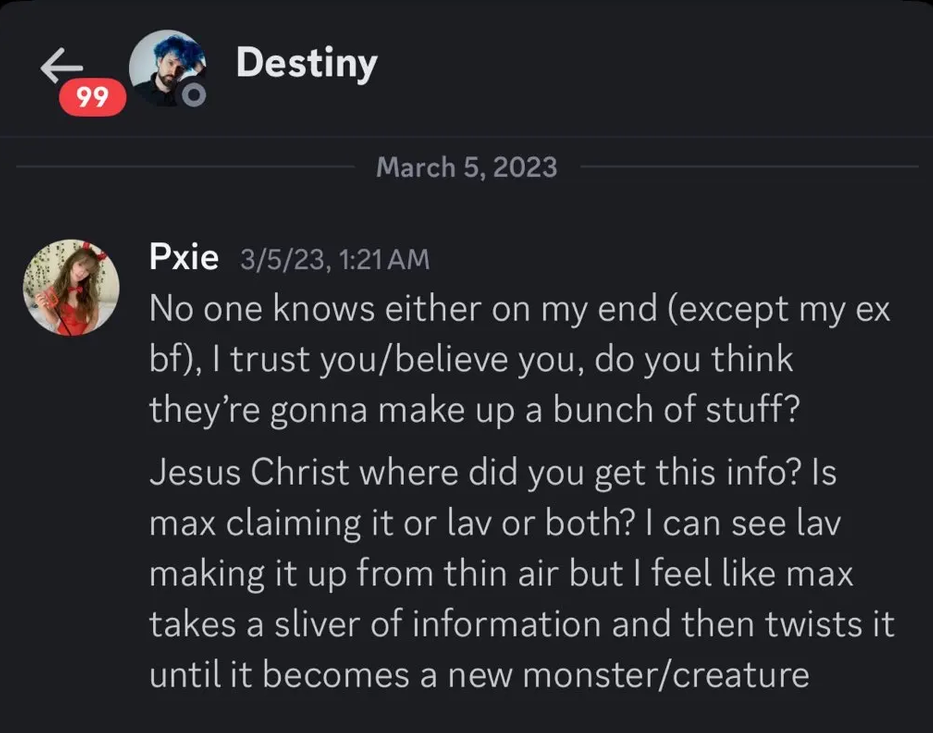 Destiny
99
March 5, 2023
Pxie 3/5/23, 1:21 AM
No one knows either on my end (except my ex
bf), I trust you/believe you, do you think
they’re gonna make up a bunch of stuff?
Jesus Christ where did you get this info? Is
max claiming it or lav or both? I can see lav
making it up from thin air but I feel like max
takes a sliver of information and then twists it
until it becomes a new monster/creature